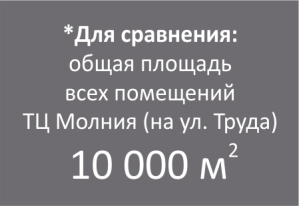 *Для сравнения:
общая площадь
всех помещений
ТЦ Молния (на ул. Труда)
10 000 м²